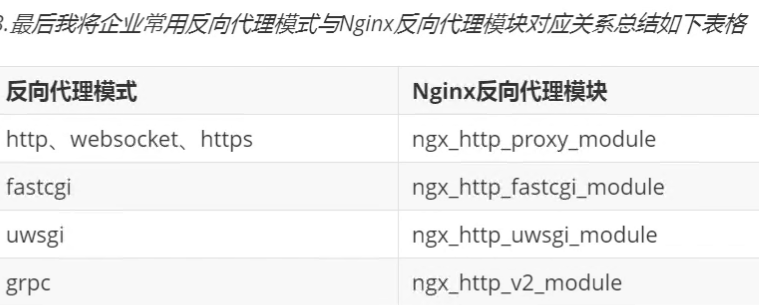 3.最后我将企业常用反向代理模式与Nginx反向代理模块对应关系总结如下表格
反向代理模式 Nginx反向代理模块
http、websocket、https ngx_http_proxy_module
fastcgi ngx_http_fastcgi_module
uwsgi ngx_http_uwsgi_module
grpc ngx_http_v2_module